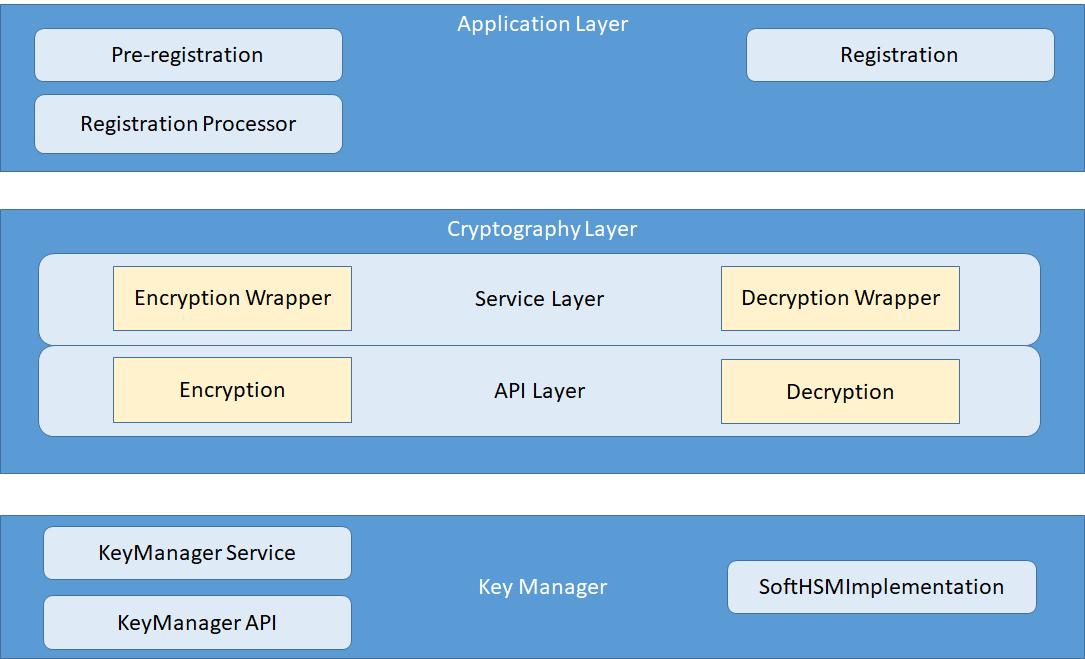 Application Layer
Pre-registration
Registration
Registration Processor
Cryptography Layer
Encryption Wrapper
Service Layer
Decryption Wrapper
Encryption
API Layer
Decryption
KeyManager Service
Key Manager
SoftHSMImplementation
KeyManager API